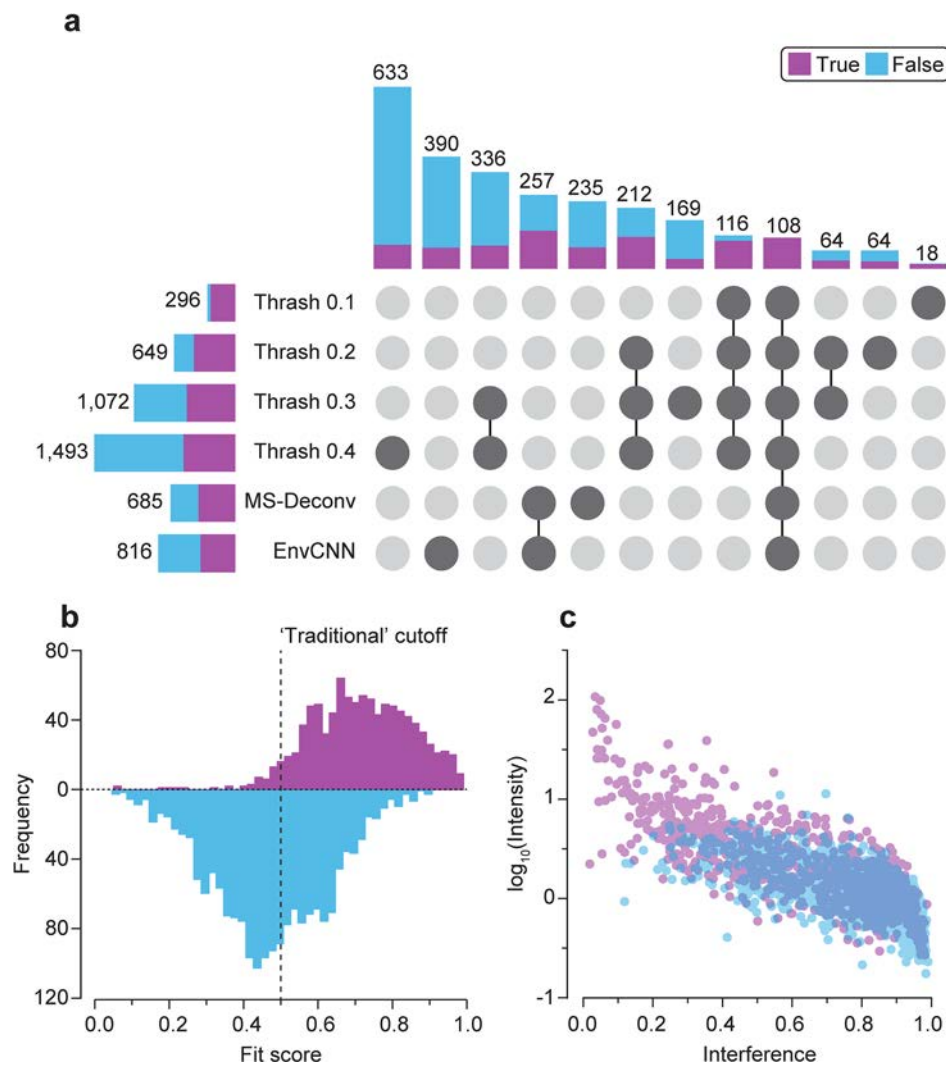 a
True False
633
390
336
257
235
212
169
116
108
64
64
18
296 Thrash 0.1
649 Thrash 0.2
1,072 Thrash 0.3
1,493 Thrash 0.4
685 MS-Deconv
816 EnvCNN
b
'Traditional' cutoff
80
40
0
40
80
120
Frequency
0.0 0.2 0.4 0.6 0.8 1.0
Fit score
c
2
1
0
-1
log10(Intensity)
0.0 0.2 0.4 0.6 0.8 1.0
Interference